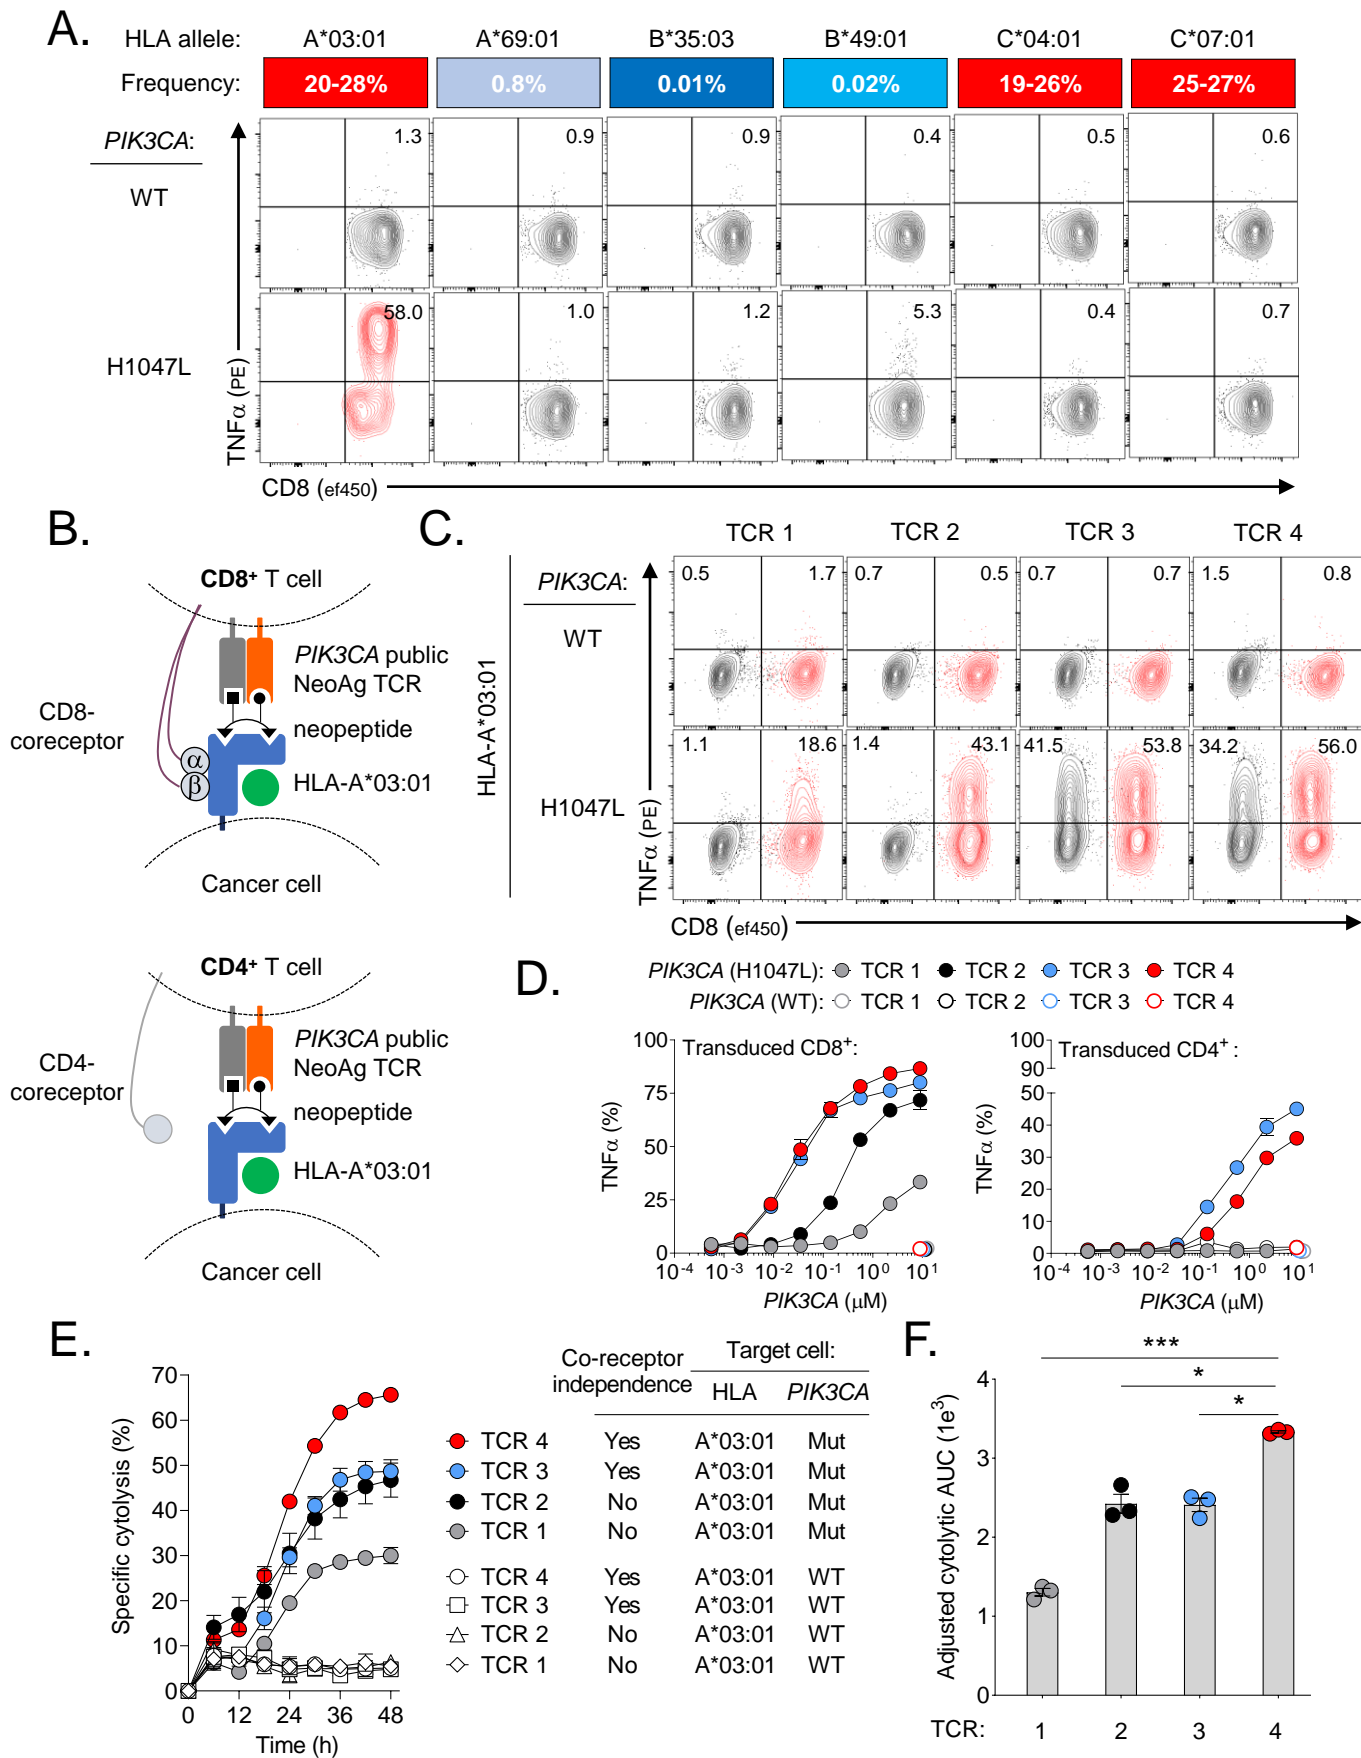 A.
HLA allele: A*03:01 A*69:01 B*35:03 B*49:01 C*04:01 C*07:01
Frequency: 20-28% 0.8% 0.01% 0.02% 19-26% 25-27%
PIK3CA:
WT
1.3 0.9 0.9 0.4 0.5 0.6
H1047L
58.0 1.0 1.2 5.3 0.4 0.7
TNFα (PE)
CD8 (ef450)
B.
CD8+ T cell
PIK3CA public
NeoAg TCR
CD8-
coreceptor
neopeptide
α
β
HLA-A*03:01
Cancer cell
CD4+ T cell
PIK3CA public
NeoAg TCR
CD4-
coreceptor
neopeptide
HLA-A*03:01
Cancer cell
C.
TCR 1 TCR 2 TCR 3 TCR 4
HLA-A*03:01
PIK3CA:
WT
0.5 1.7 0.7 0.5 0.7 0.7 1.5 0.8
H1047L
1.1 18.6 1.4 43.1 41.5 53.8 34.2 56.0
TNFα (PE)
CD8 (ef450)
D.
PIK3CA (H1047L): TCR 1 TCR 2 TCR 3 TCR 4
PIK3CA (WT): TCR 1 TCR 2 TCR 3 TCR 4
Transduced CD8+:
TNFα (%)
100
75
50
25
0
10-4 10-3 10-2 10-1 100 101
PIK3CA (μM)
Transduced CD4+ :
TNFα (%)
100
90
50
40
30
20
10
0
10-4 10-3 10-2 10-1 100 101
PIK3CA (μM)
E.
Specific cytolysis (%)
70
60
50
40
30
20
10
0
0 12 24 36 48
Time (h)
Co-receptor
independence
Target cell:
HLA PIK3CA
TCR 4 Yes A*03:01 Mut
TCR 3 Yes A*03:01 Mut
TCR 2 No A*03:01 Mut
TCR 1 No A*03:01 Mut
TCR 4 Yes A*03:01 WT
TCR 3 Yes A*03:01 WT
TCR 2 No A*03:01 WT
TCR 1 No A*03:01 WT
F.
***
*
*
Adjusted cytolytic AUC (1e3)
4
3
2
1
0
TCR: 1 2 3 4